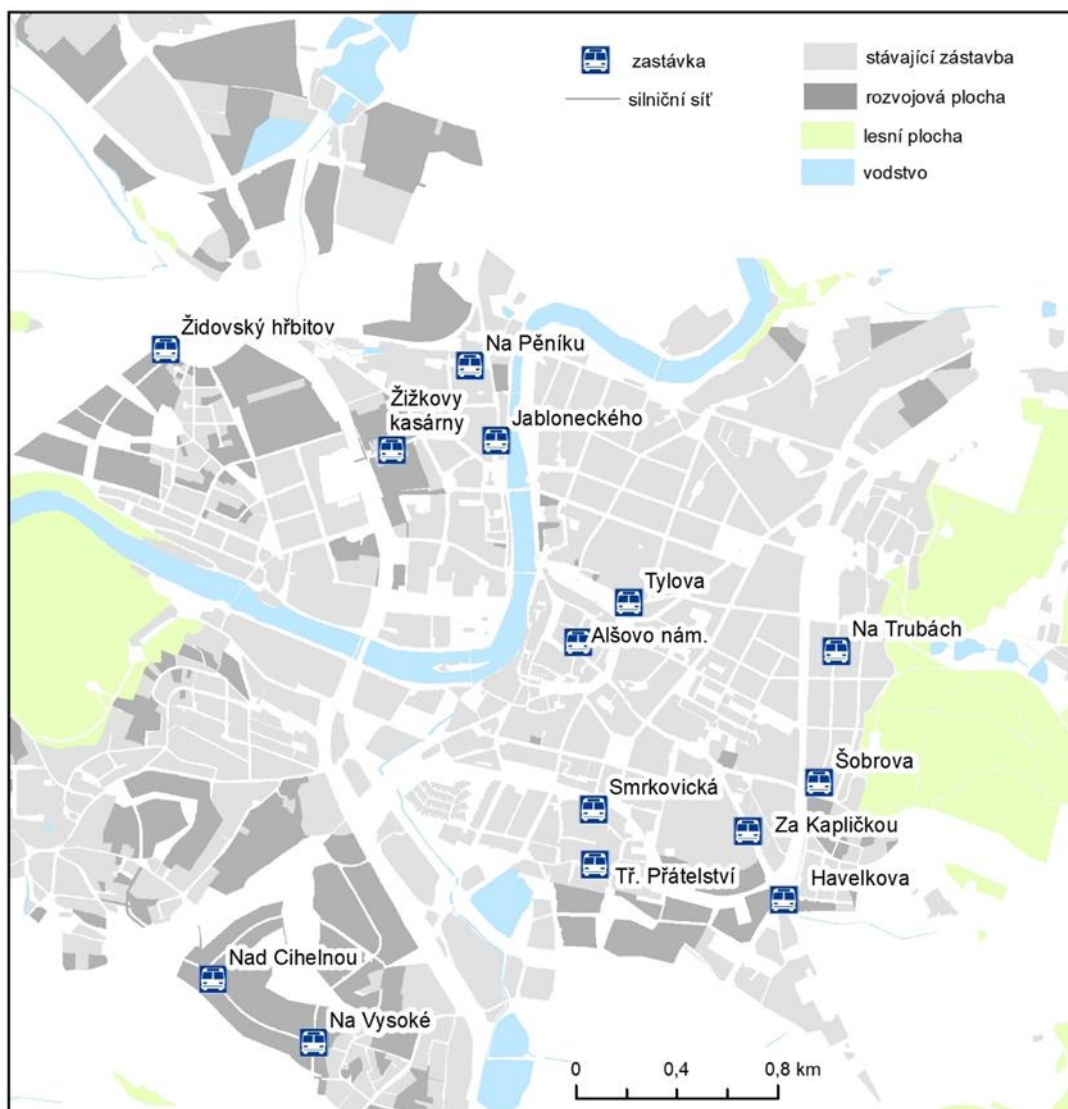 zastávka
silniční síť
stávající zástavba
rozvojová plocha
lesní plocha
vodstvo
Židovský hřbitov
Na Pěníku
Žižkovy
kasárny
Jabloneckého
Tylova
Alšovo nám.
Na Trubách
Šobrova
Smrkovická
Za Kapličkou
Tř. Přátelství
Havelkova
Nad Cihelnou
Na Vysoké
0 0,4 0,8 km